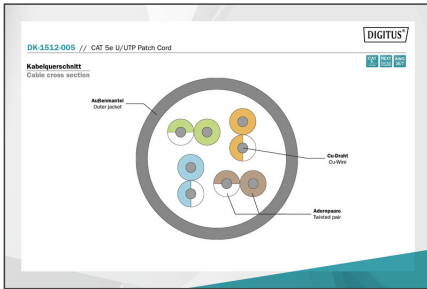 DIGITUS®
DK-1512-005 // CAT 5e U/UTP Patch Cord
Kabelquerschnitt
Cable cross section
Außenmantel
Outer jacket
Cu-Draht
Cu-Wire
Adernpaare
Twisted pair